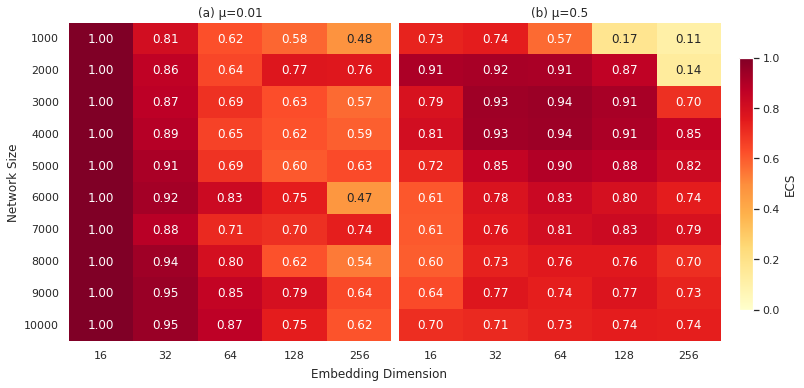 (a) μ=0.01
(b) μ=0.5
1000 1.00 0.81 0.62 0.58 0.48 0.73 0.74 0.57 0.17 0.11
2000 1.00 0.86 0.64 0.77 0.76 0.91 0.92 0.91 0.87 0.14
3000 1.00 0.87 0.69 0.63 0.57 0.79 0.93 0.94 0.91 0.70
4000 1.00 0.89 0.65 0.62 0.59 0.81 0.93 0.94 0.91 0.85
5000 1.00 0.91 0.69 0.60 0.63 0.72 0.85 0.90 0.88 0.82
6000 1.00 0.92 0.83 0.75 0.47 0.61 0.78 0.83 0.80 0.74
7000 1.00 0.88 0.71 0.70 0.74 0.61 0.76 0.81 0.83 0.79
8000 1.00 0.94 0.80 0.62 0.54 0.60 0.73 0.76 0.76 0.70
9000 1.00 0.95 0.85 0.79 0.64 0.64 0.77 0.74 0.77 0.73
10000 1.00 0.95 0.87 0.75 0.62 0.70 0.71 0.73 0.74 0.74
16 32 64 128 256 16 32 64 128 256
Network Size
Embedding Dimension
1.0
0.8
0.6
0.4
0.2
0.0
ECS